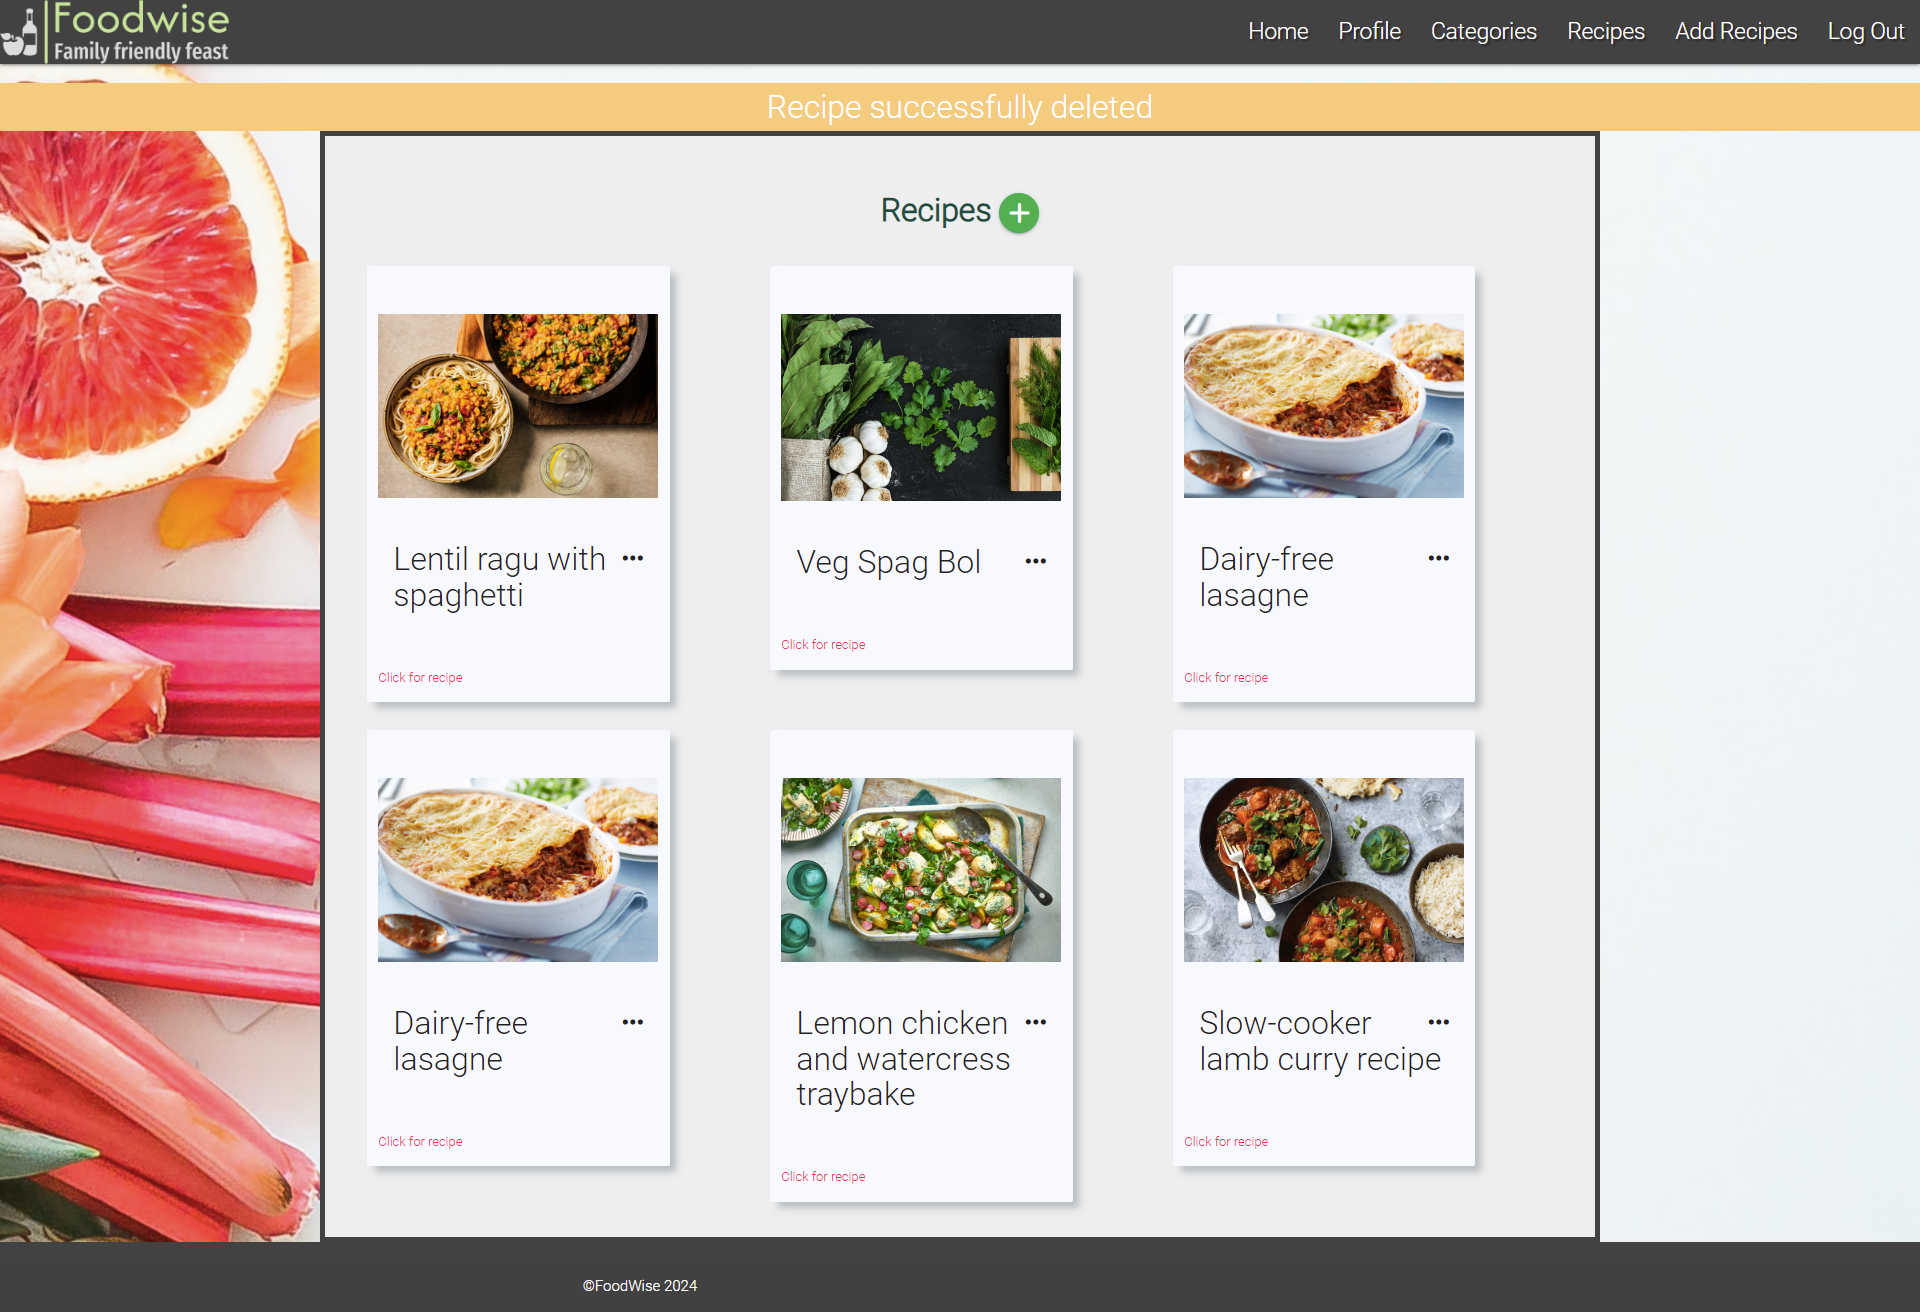 Foodwise
Family friendly feast
Home Profile Categories Recipes Add Recipes Log Out
Recipe successfully deleted
Recipes
Lentil ragu with
spaghetti
Click for recipe
Veg Spag Bol
Click for recipe
Dairy-free
lasagne
Click for recipe
Dairy-free
lasagne
Click for recipe
Lemon chicken
and watercress
traybake
Click for recipe
Slow-cooker
lamb curry recipe
Click for recipe
©FoodWise 2024